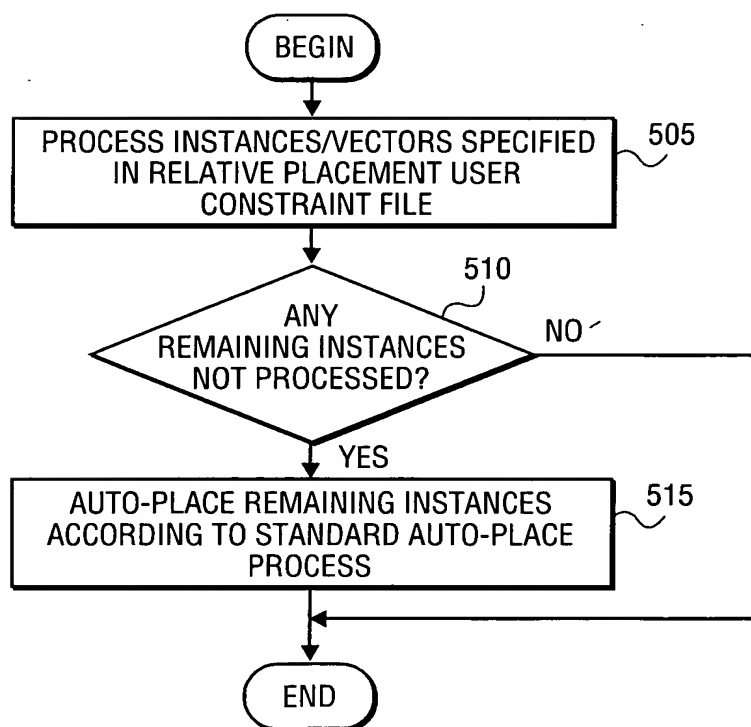 BEGIN
PROCESS INSTANCES/VECTORS SPECIFIED
IN RELATIVE PLACEMENT USER
CONSTRAINT FILE
505
510
ANY
REMAINING INSTANCES
NOT PROCESSED?
NO
YES
AUTO-PLACE REMAINING INSTANCES
ACCORDING TO STANDARD AUTO-PLACE
PROCESS
515
END